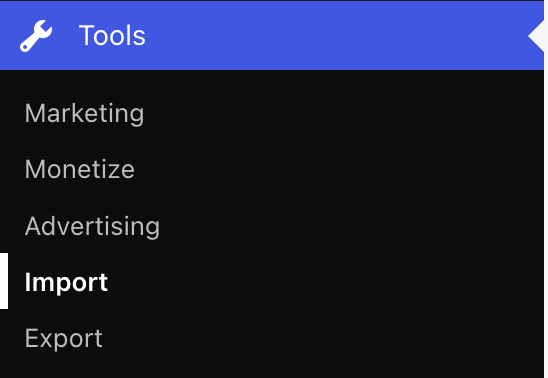 Tools
Marketing
Monetize
Advertising
Import
Export